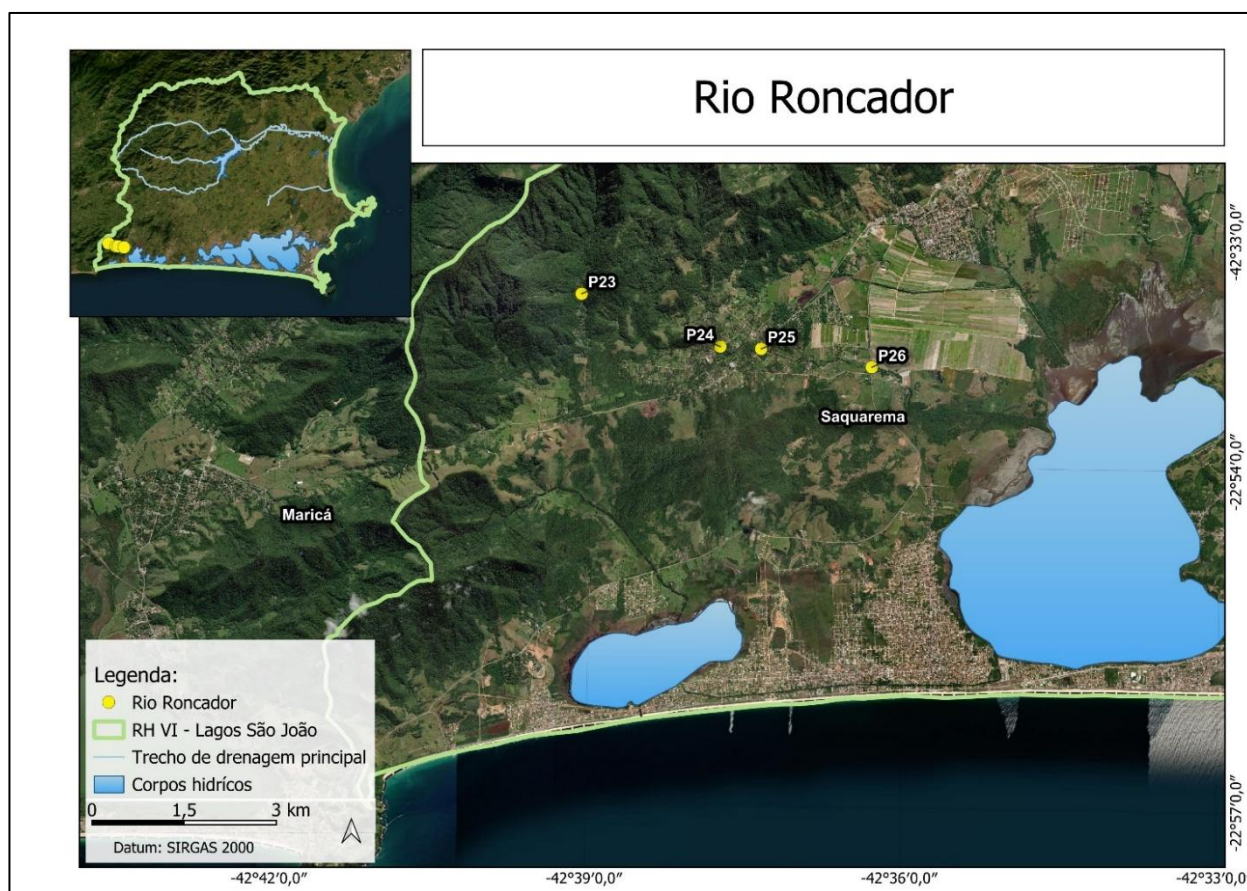 Rio Roncador
P23
P24
P25
P26
Saquarema
Maricá
Legenda:
Rio Roncador
RH VI - Lagos São João
Trecho de drenagem principal
Corpos hidrícos
0 1,5 3 km
Datum: SIRGAS 2000
-42°33'0,0"
-22°54'0,0"
-22°57'0,0"
-42°42'0,0"
-42°39'0,0"
-42°36'0,0"
-42°33'0,0